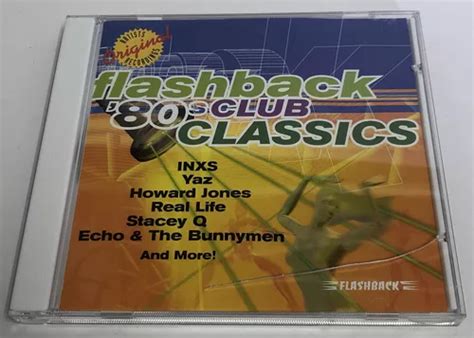 ORIGINAL
ARTISTS
RECORDINGS
flashback
'80s CLUB
CLASSICS
INXS
Yaz
Howard Jones
Real Life
Stacey Q
Echo & The Bunnymen
And More!
FLASHBACK